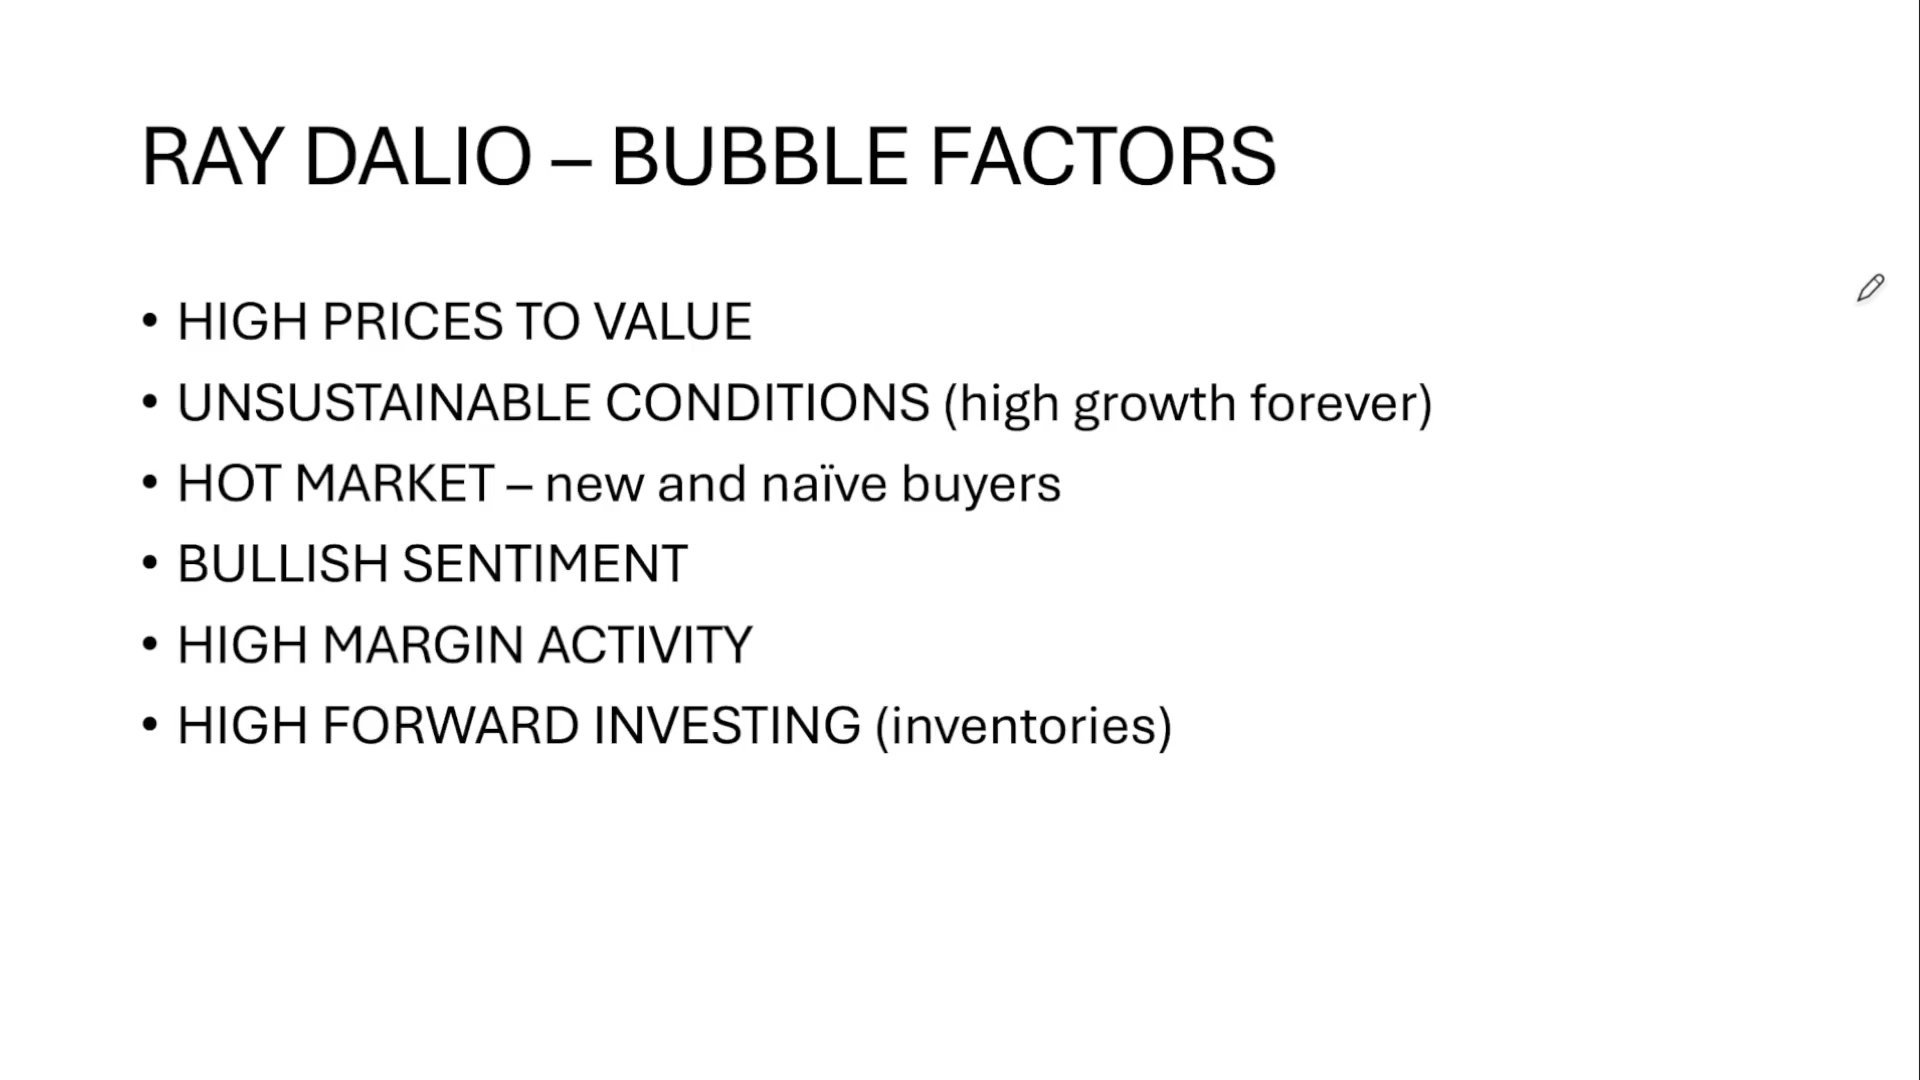 RAY DALIO – BUBBLE FACTORS
• HIGH PRICES TO VALUE
• UNSUSTAINABLE CONDITIONS (high growth forever)
• HOT MARKET – new and naïve buyers
• BULLISH SENTIMENT
• HIGH MARGIN ACTIVITY
• HIGH FORWARD INVESTING (inventories)